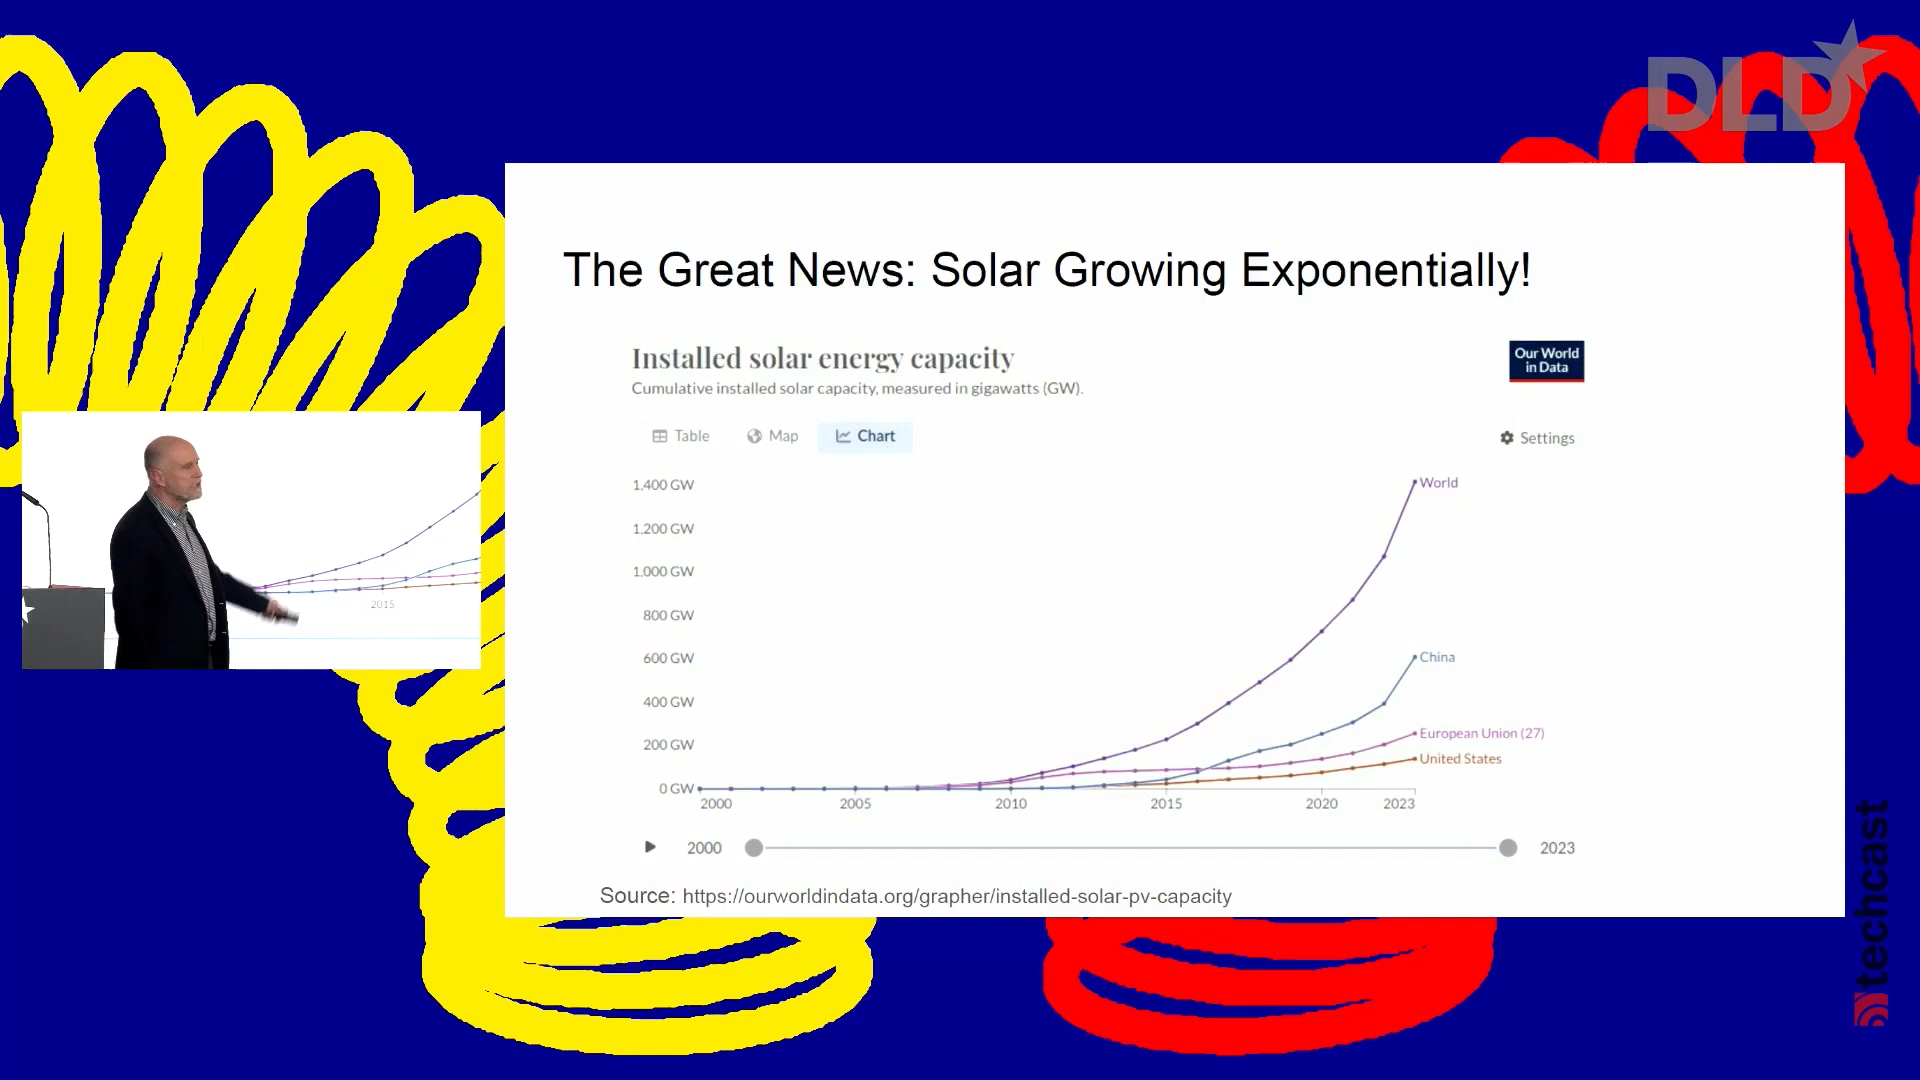 DLD
The Great News: Solar Growing Exponentially!
Installed solar energy capacity
Cumulative installed solar capacity, measured in gigawatts (GW).
Our World
in Data
Table
Map
Chart
Settings
1,400 GW
1,200 GW
1,000 GW
800 GW
600 GW
400 GW
200 GW
0 GW
World
China
European Union (27)
United States
2000
2005
2010
2015
2020
2023
2000
2023
Source: https://ourworldindata.org/grapher/installed-solar-pv-capacity
2015
techcast